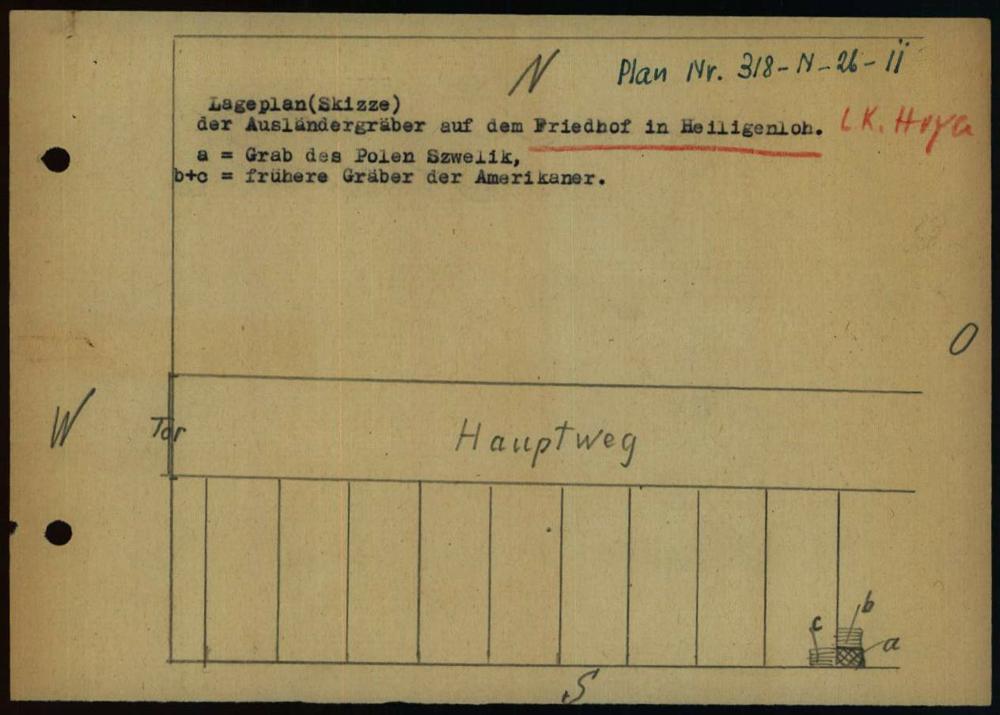 N
Plan Nr. 318-N-26-II
Lageplan(Skizze)
der Ausländergräber auf dem Friedhof in Heiligenloh. LK. Hoya
a = Grab des Polen Szwelik,
b+c = frühere Gräber der Amerikaner.
O
W
Tor
Hauptweg
c
b
a
S